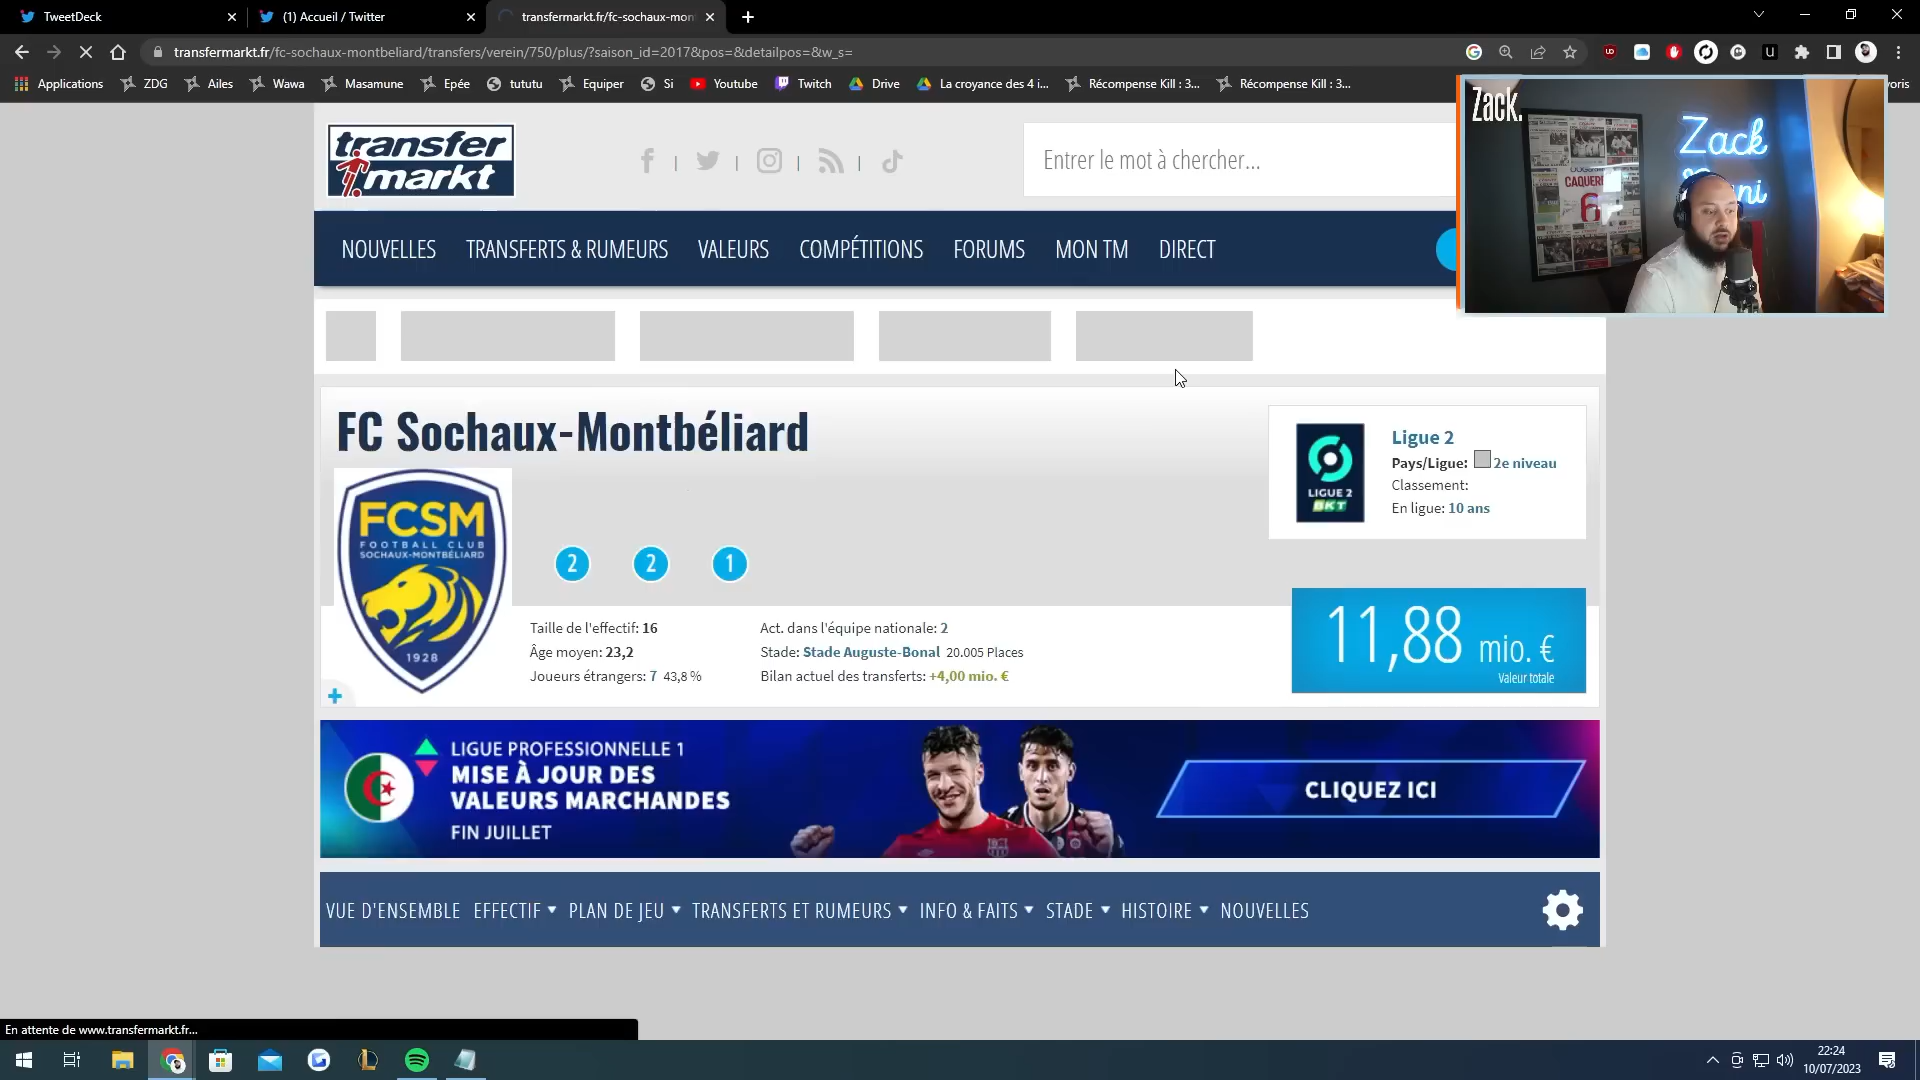 TweetDeck
(1) Accueil / Twitter
transfermarkt.fr/fc-sochaux-mon
transfermarkt.fr/fc-sochaux-montbeliard/transfers/verein/750/plus/?saison_id=2017&pos=&detailpos=&w_s=
Applications
ZDG
Ailes
Wawa
Masamune
Epée
tututu
Equiper
Si
Youtube
Twitch
Drive
La croyance des 4 i...
Récompense Kill : 3...
Récompense Kill : 3...
voris
Zack.
Zack
CAQUERET
6
transfer
markt
Entrer le mot à chercher...
NOUVELLES TRANSFERTS & RUMEURS VALEURS COMPÉTITIONS FORUMS MON TM DIRECT
FC Sochaux-Montbéliard
FCSM
FOOTBALL CLUB
SOCHAUX-MONTBÉLIARD
1928
2 2 1
LIGUE 2
BKT
Ligue 2
Pays/Ligue: 2e niveau
Classement:
En ligue: 10 ans
Taille de l'effectif: 16
Âge moyen: 23,2
Joueurs étrangers: 7 43,8 %
Act. dans l'équipe nationale: 2
Stade: Stade Auguste-Bonal 20.005 Places
Bilan actuel des transferts: +4,00 mio. €
11,88 mio. €
Valeur totale
LIGUE PROFESSIONNELLE 1
MISE À JOUR DES
VALEURS MARCHANDES
FIN JUILLET
CLIQUEZ ICI
VUE D'ENSEMBLE EFFECTIF PLAN DE JEU TRANSFERTS ET RUMEURS INFO & FAITS STADE HISTOIRE NOUVELLES
En attente de www.transfermarkt.fr...
22:24
10/07/2023